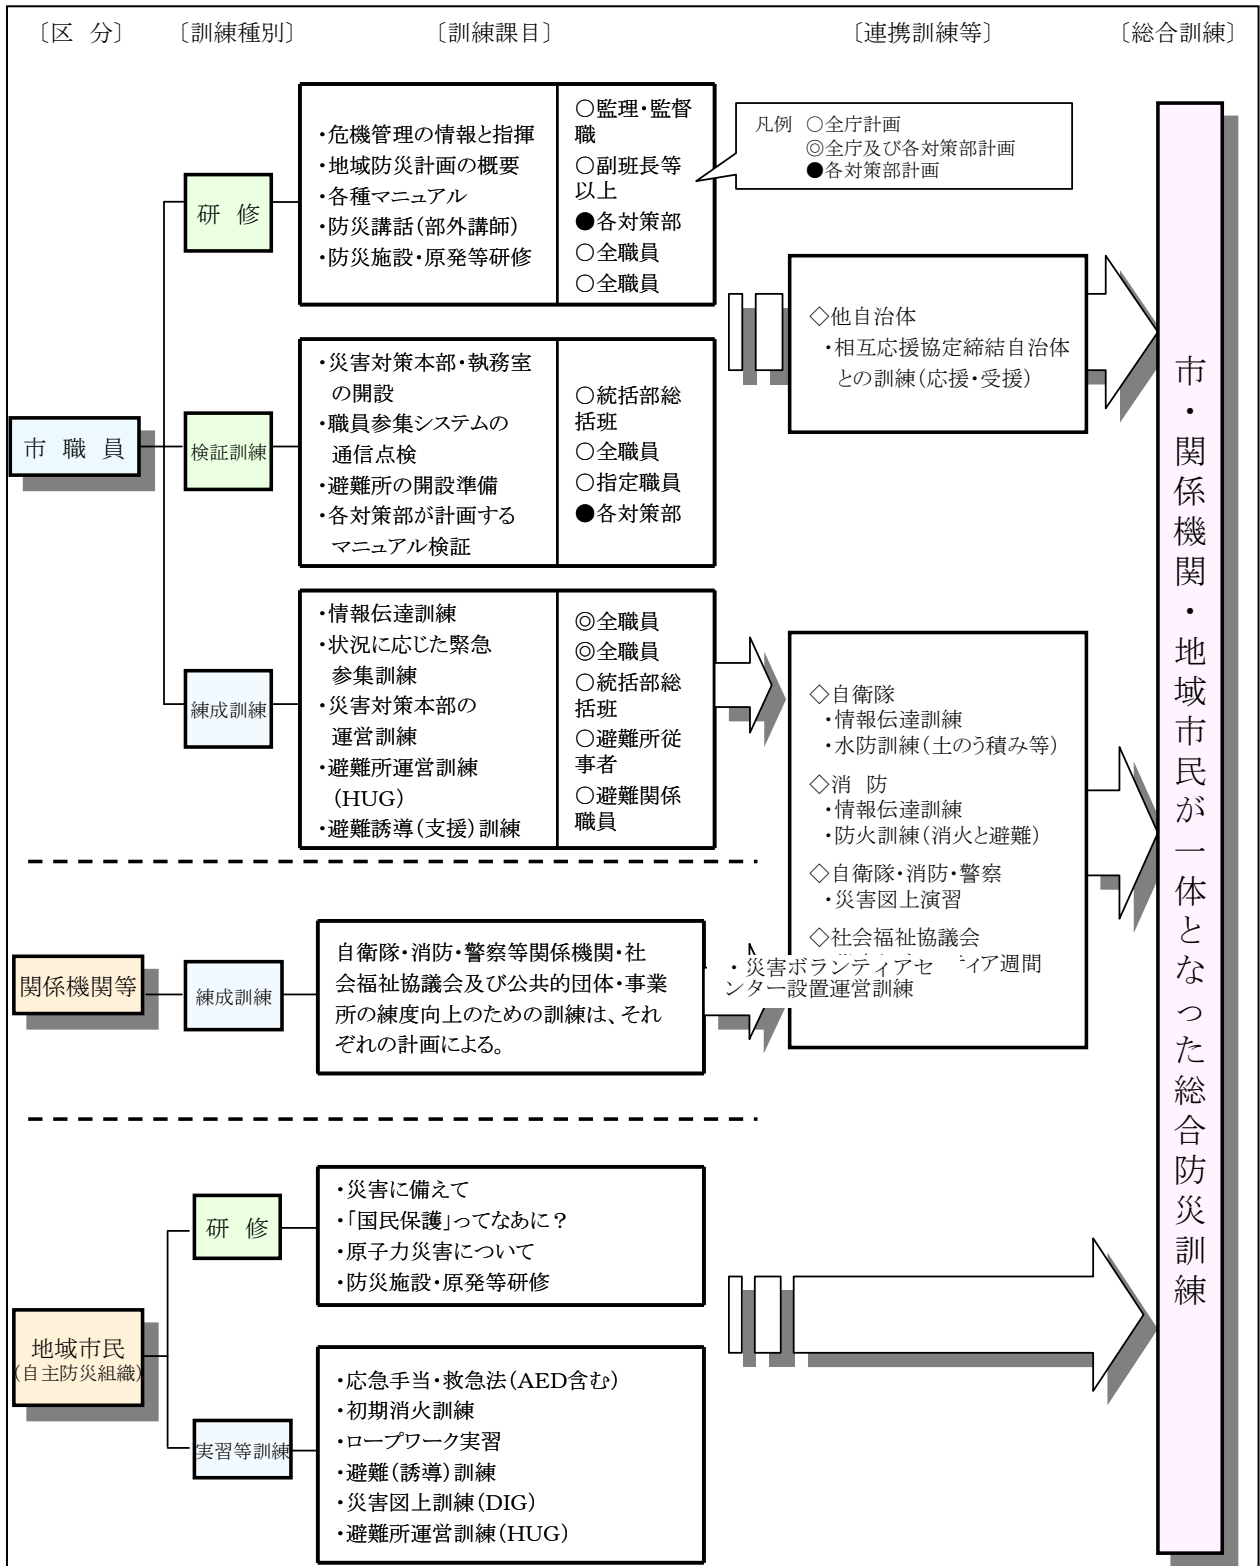 〔区 分〕 〔訓練種別〕 〔訓練課目〕 〔連携訓練等〕 〔総合訓練〕
市 職 員
研 修
・危機管理の情報と指揮
・地域防災計画の概要
・各種マニュアル
・防災講話(部外講師)
・防災施設・原発等研修
○監理・監督
職
○副班長等
以上
●各対策部
○全職員
○全職員
凡例 ○全庁計画
◎全庁及び各対策部計画
●各対策部計画
検証訓練
・災害対策本部・執務室
の開設
・職員参集システムの
通信点検
・避難所の開設準備
・各対策部が計画する
マニュアル検証
○統括部総
括班
○全職員
○指定職員
●各対策部
練成訓練
・情報伝達訓練
・状況に応じた緊急
参集訓練
・災害対策本部の
運営訓練
・避難所運営訓練
(HUG)
・避難誘導(支援)訓練
◎全職員
◎全職員
○統括部総
括班
○避難所従
事者
○避難関係
職員
◇他自治体
・相互応援協定締結自治体
との訓練(応援・受援)
◇自衛隊
・情報伝達訓練
・水防訓練(土のう積み等)
◇消 防
・情報伝達訓練
・防火訓練(消火と避難)
◇自衛隊・消防・警察
・災害図上演習
◇社会福祉協議会
・災害ボランティアセ
ンター設置運営訓練
ィア週間
関係機関等
練成訓練
自衛隊・消防・警察等関係機関・社
会福祉協議会及び公共的団体・事業
所の練度向上のための訓練は、それ
ぞれの計画による。
地域市民
(自主防災組織)
研 修
・災害に備えて
・「国民保護」ってなあに？
・原子力災害について
・防災施設・原発等研修
実習等訓練
・応急手当・救急法(AED含む)
・初期消火訓練
・ロープワーク実習
・避難(誘導)訓練
・災害図上訓練(DIG)
・避難所運営訓練(HUG)
市・関係機関・地域市民が一体となった総合防災訓練